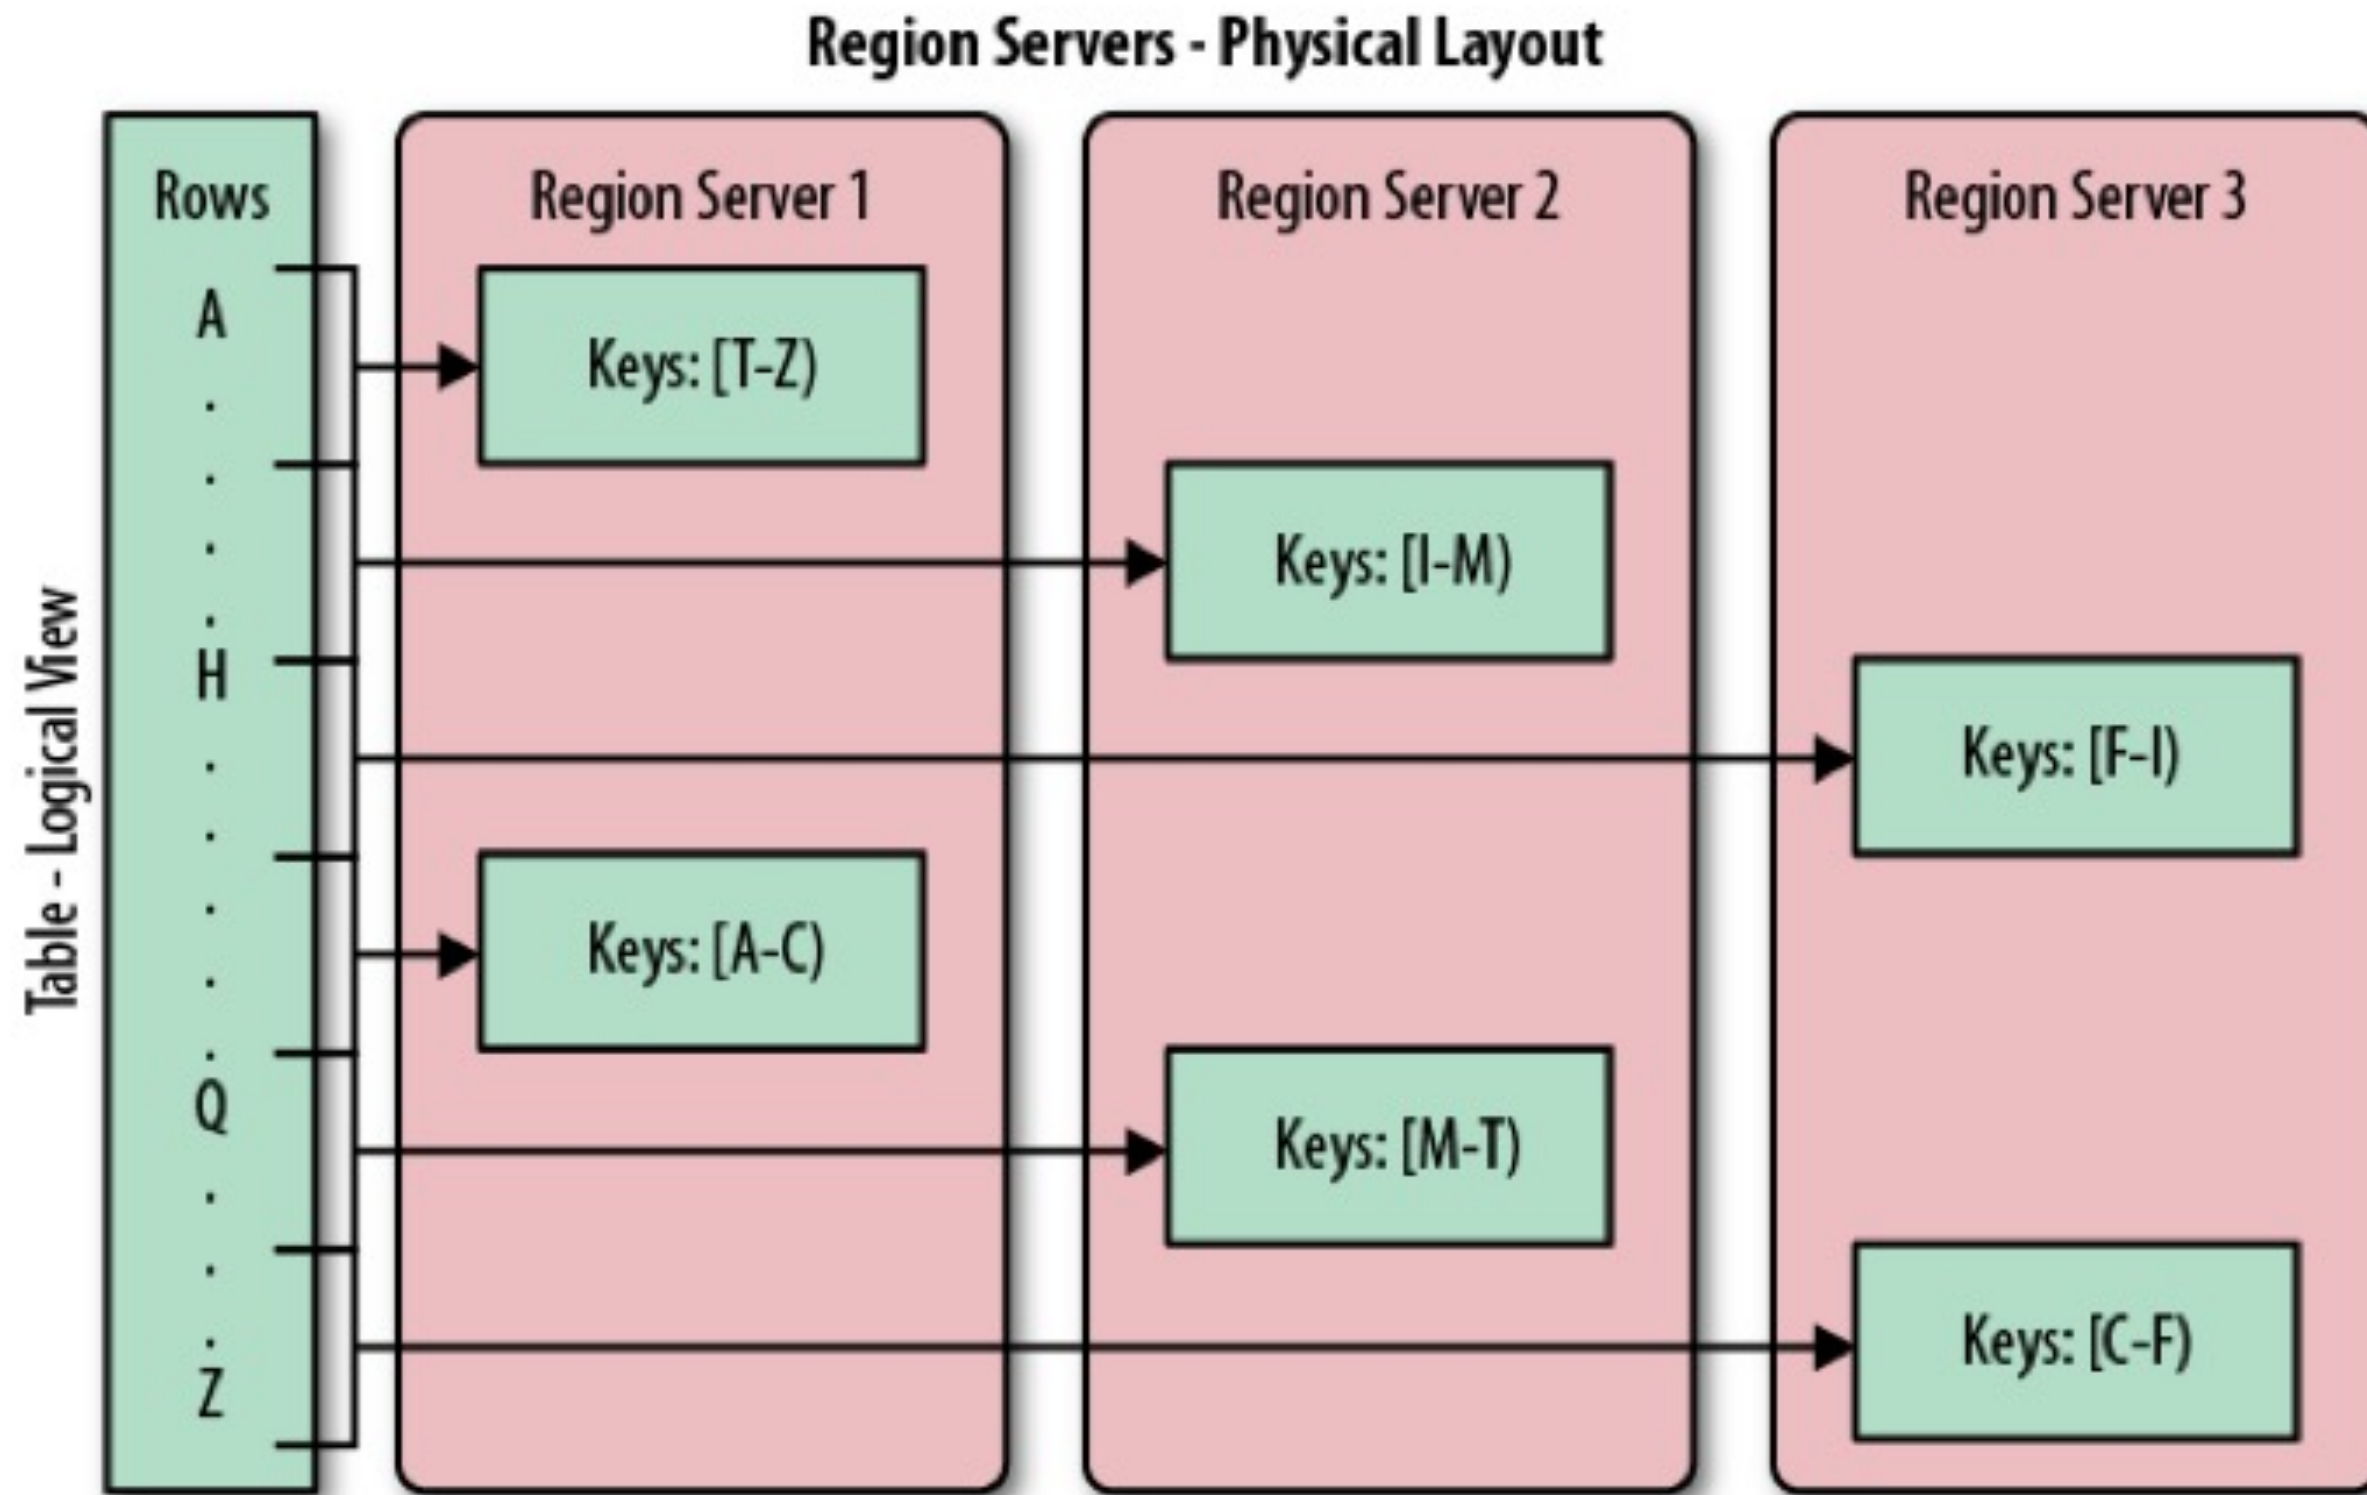 Region Servers - Physical Layout
Table - Logical View
Rows
A
.
.
.
.
H
.
.
.
.
.
Q
.
.
.
Z
Region Server 1
Keys: [T-Z)
Keys: [A-C)
Region Server 2
Keys: [I-M)
Keys: [M-T)
Region Server 3
Keys: [F-I)
Keys: [C-F)